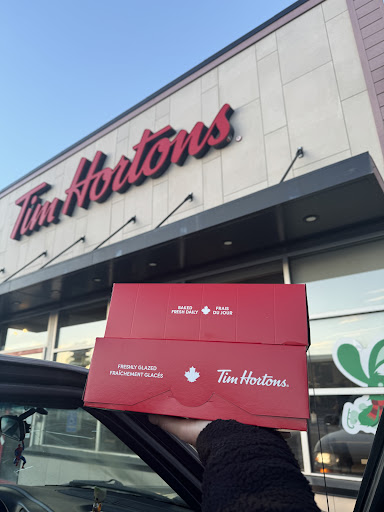 Tim Hortons
BAKED
FRESH DAILY
FRAIS
DU JOUR
FRESHLY GLAZED
FRAÎCHEMENT GLACÉS
Tim Hortons.